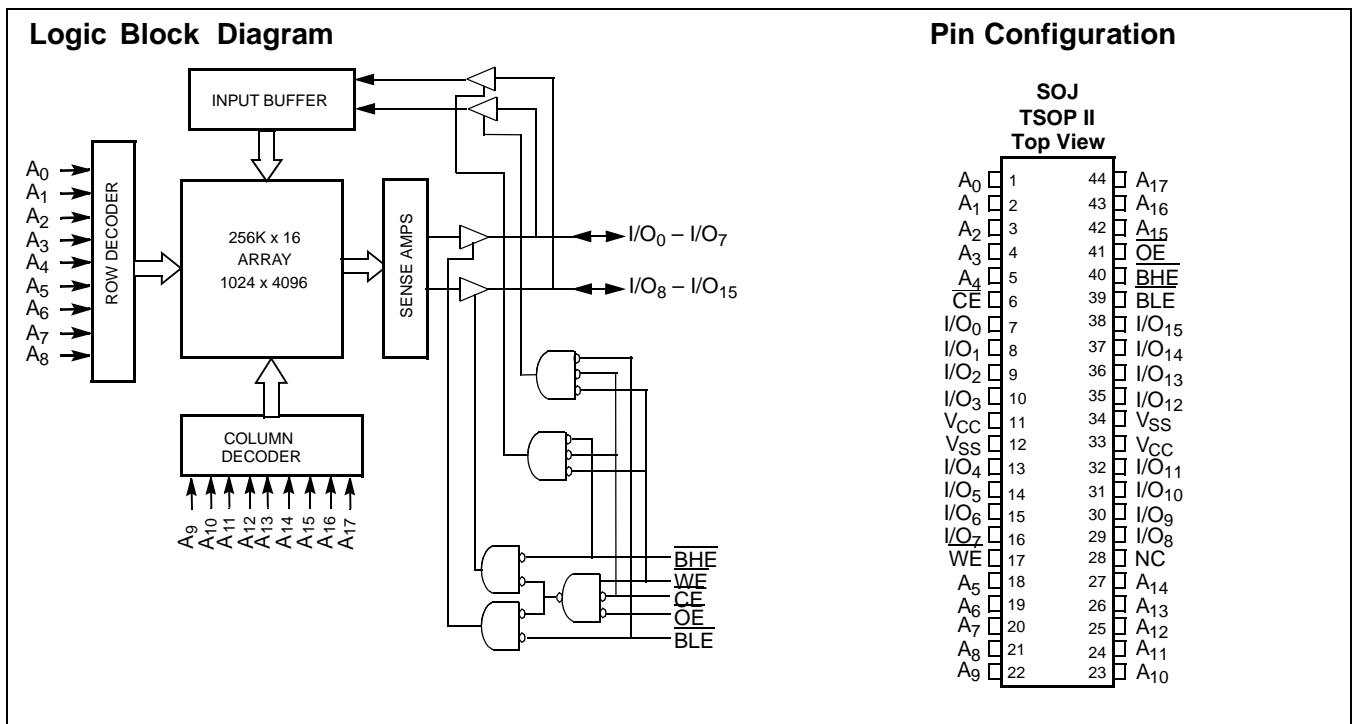 Logic Block Diagram
INPUT BUFFER
A0
A1
A2
A3
A4
A5
A6
A7
A8
ROW DECODER
256K x 16
ARRAY
1024 x 4096
SENSE AMPS
I/O0 – I/O7
I/O8 – I/O15
COLUMN
DECODER
A9
A10
A11
A12
A13
A14
A15
A16
A17
BHE
WE
CE
OE
BLE
Pin Configuration
SOJ
TSOP II
Top View
A0 1 44 A17
A1 2 43 A16
A2 3 42 A15
A3 4 41 OE
A4 5 40 BHE
CE 6 39 BLE
I/O0 7 38 I/O15
I/O1 8 37 I/O14
I/O2 9 36 I/O13
I/O3 10 35 I/O12
VCC 11 34 VSS
VSS 12 33 VCC
I/O4 13 32 I/O11
I/O5 14 31 I/O10
I/O6 15 30 I/O9
I/O7 16 29 I/O8
WE 17 28 NC
A5 18 27 A14
A6 19 26 A13
A7 20 25 A12
A8 21 24 A11
A9 22 23 A10